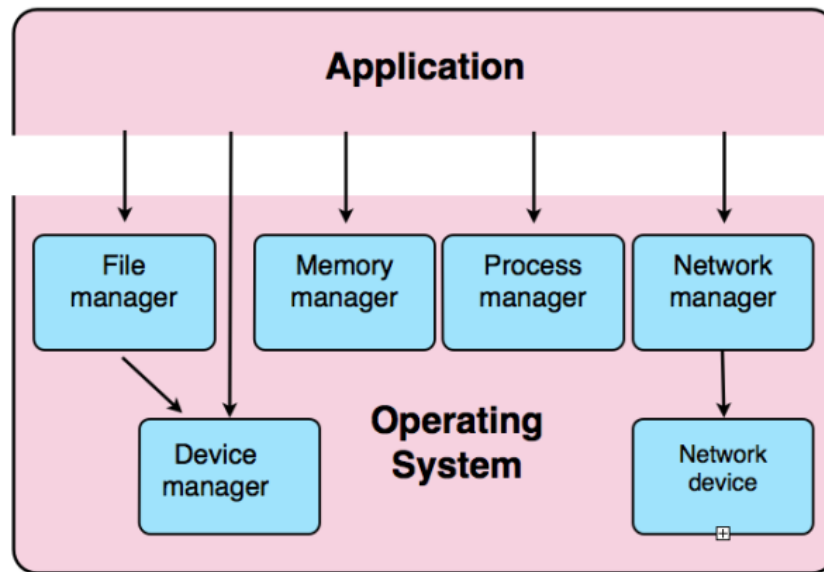 Application
File
manager
Memory
manager
Process
manager
Network
manager
Device
manager
Operating
System
Network
device